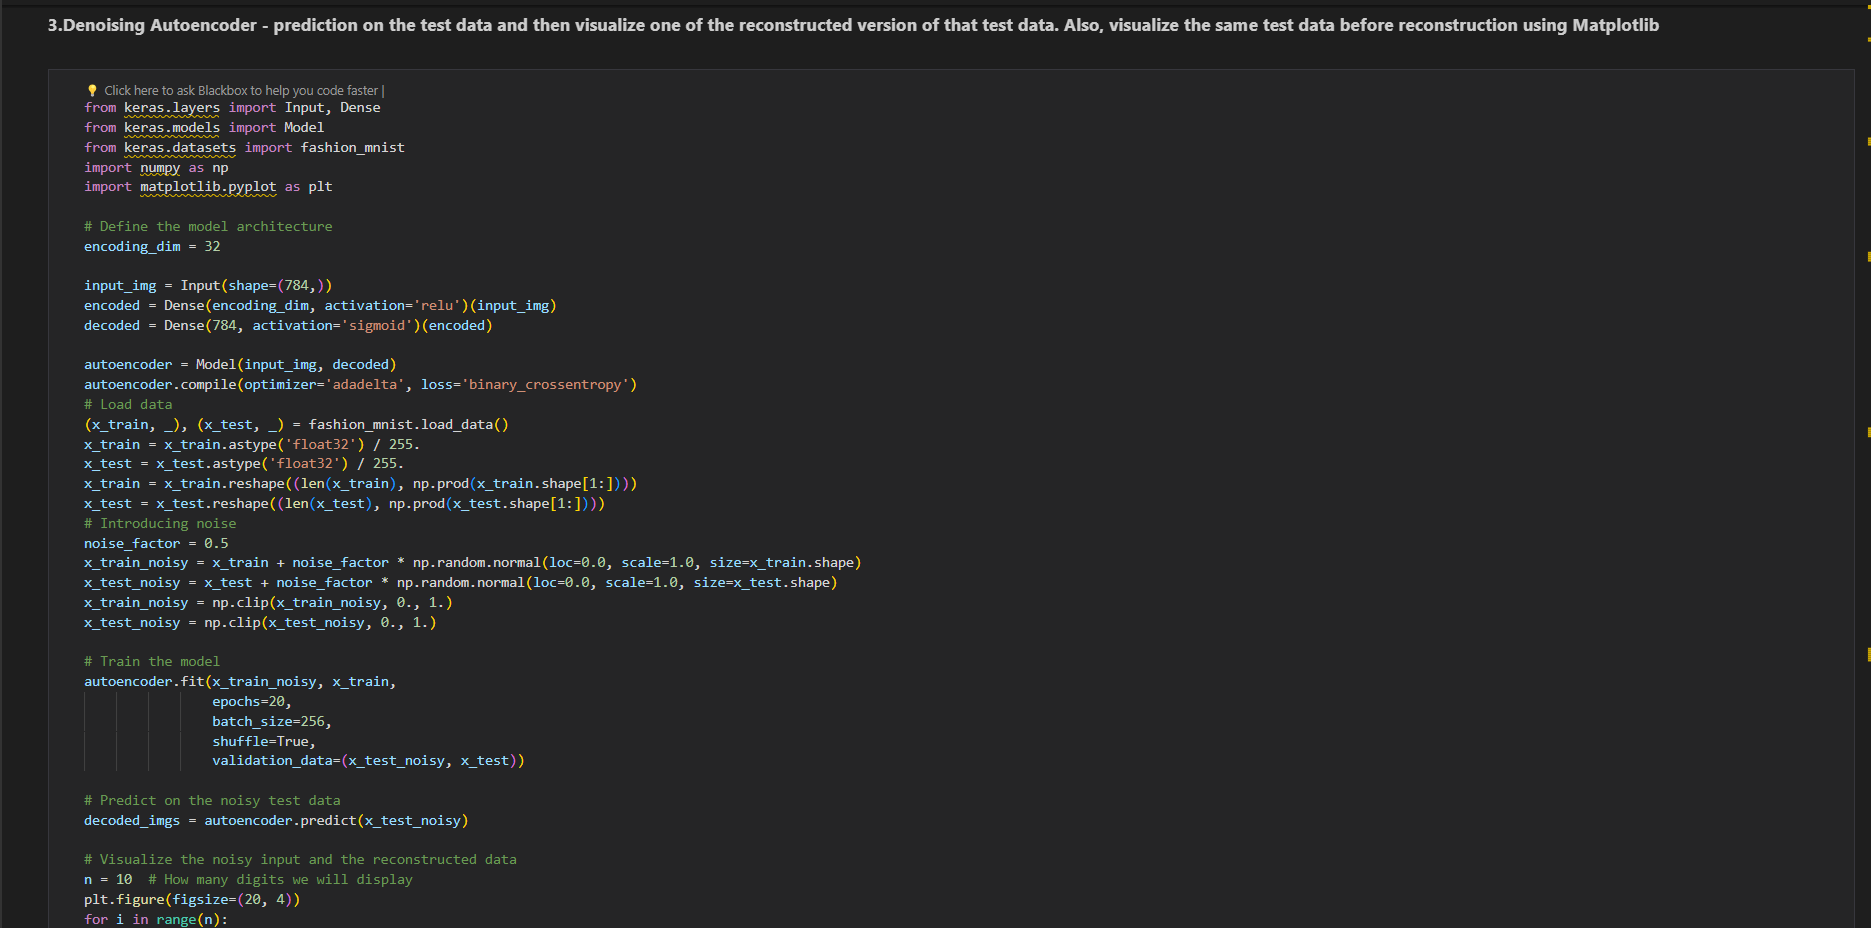 3.Denoising Autoencoder - prediction on the test data and then visualize one of the reconstructed version of that test data. Also, visualize the same test data before reconstruction using Matplotlib
Click here to ask Blackbox to help you code faster |
from keras.layers import Input, Dense
from keras.models import Model
from keras.datasets import fashion_mnist
import numpy as np
import matplotlib.pyplot as plt
# Define the model architecture
encoding_dim = 32
input_img = Input(shape=(784,))
encoded = Dense(encoding_dim, activation='relu')(input_img)
decoded = Dense(784, activation='sigmoid')(encoded)
autoencoder = Model(input_img, decoded)
autoencoder.compile(optimizer='adadelta', loss='binary_crossentropy')
# Load data
(x_train, _), (x_test, _) = fashion_mnist.load_data()
x_train = x_train.astype('float32') / 255.
x_test = x_test.astype('float32') / 255.
x_train = x_train.reshape((len(x_train), np.prod(x_train.shape[1:])))
x_test = x_test.reshape((len(x_test), np.prod(x_test.shape[1:])))
# Introducing noise
noise_factor = 0.5
x_train_noisy = x_train + noise_factor * np.random.normal(loc=0.0, scale=1.0, size=x_train.shape)
x_test_noisy = x_test + noise_factor * np.random.normal(loc=0.0, scale=1.0, size=x_test.shape)
x_train_noisy = np.clip(x_train_noisy, 0., 1.)
x_test_noisy = np.clip(x_test_noisy, 0., 1.)
# Train the model
autoencoder.fit(x_train_noisy, x_train,
epochs=20,
batch_size=256,
shuffle=True,
validation_data=(x_test_noisy, x_test))
# Predict on the noisy test data
decoded_imgs = autoencoder.predict(x_test_noisy)
# Visualize the noisy input and the reconstructed data
n = 10  # How many digits we will display
plt.figure(figsize=(20, 4))
for i in range(n):